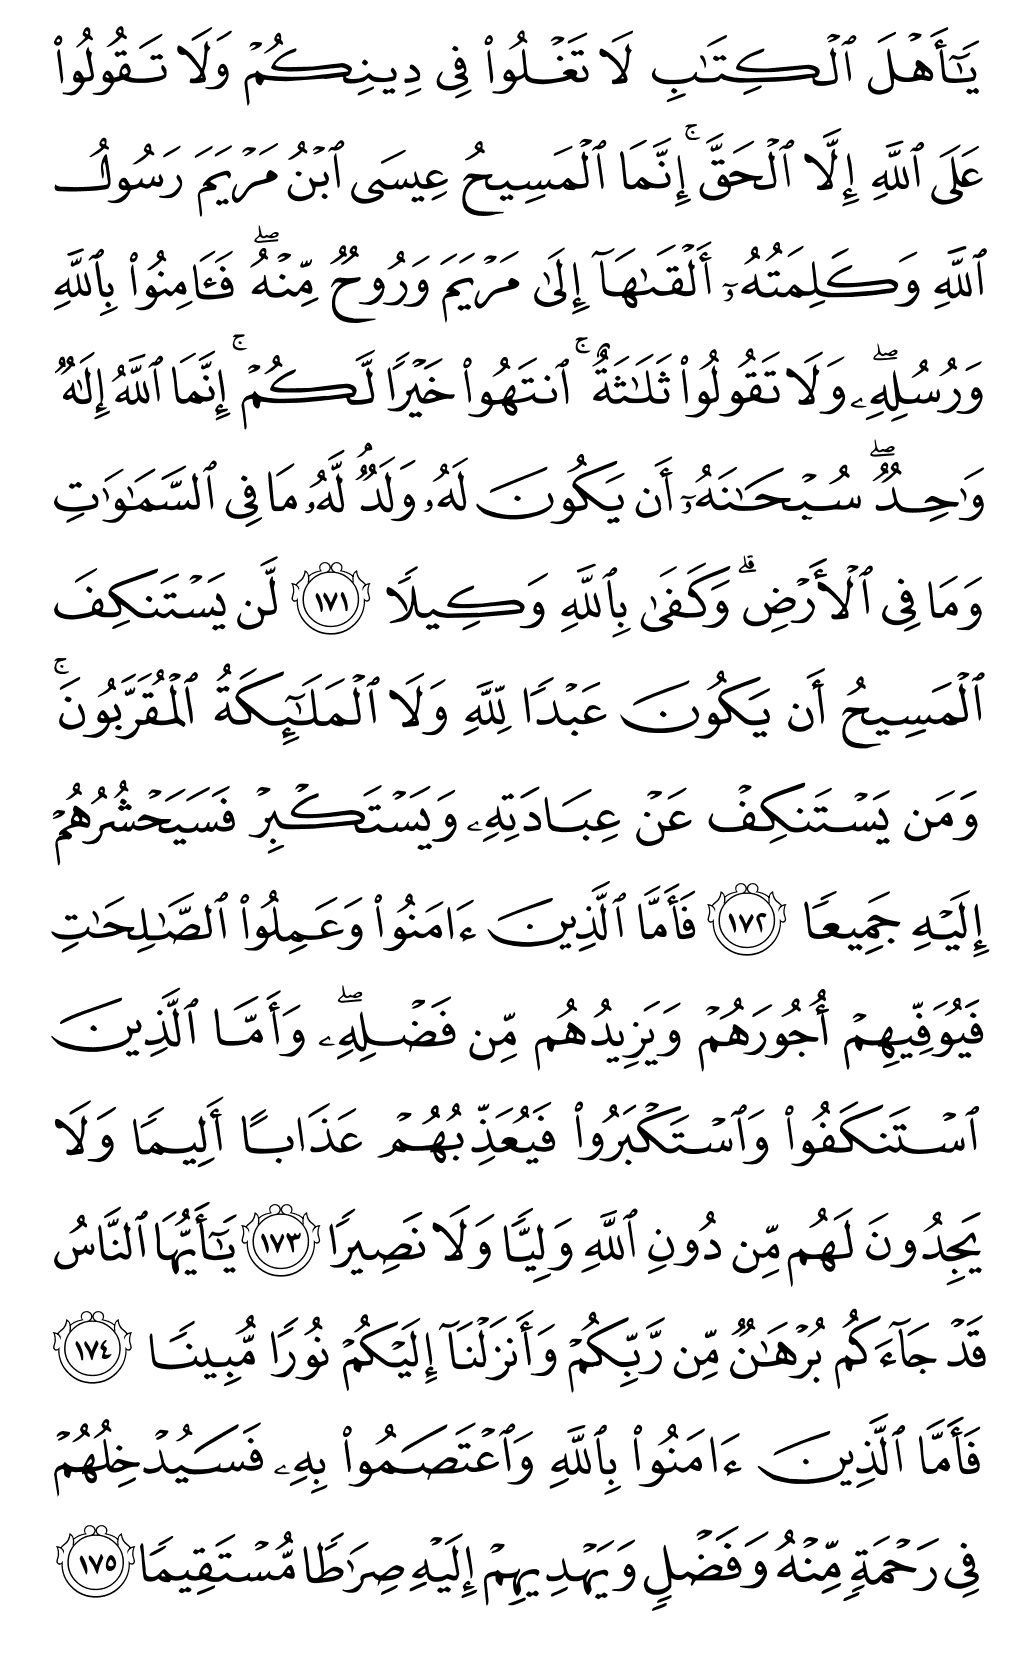 يَٰٓأَهْلَ ٱلْكِتَٰبِ لَا تَغْلُوا۟ فِى دِينِكُمْ وَلَا تَقُولُوا۟
عَلَى ٱللَّهِ إِلَّا ٱلْحَقَّ ۚ إِنَّمَا ٱلْمَسِيحُ عِيسَى ٱبْنُ مَرْيَمَ رَسُولُ
ٱللَّهِ وَكَلِمَتُهُۥٓ أَلْقَىٰهَآ إِلَىٰ مَرْيَمَ وَرُوحٌ مِّنْهُ ۖ فَـَٔامِنُوا۟ بِٱللَّهِ
وَرُسُلِهِۦ ۖ وَلَا تَقُولُوا۟ ثَلَٰثَةٌ ۚ ٱنتَهُوا۟ خَيْرًا لَّكُمْ ۚ إِنَّمَا ٱللَّهُ إِلَٰهٌ
وَٰحِدٌ ۖ سُبْحَٰنَهُۥٓ أَن يَكُونَ لَهُۥ وَلَدٌ ۘ لَّهُۥ مَا فِى ٱلسَّمَٰوَٰتِ
وَمَا فِى ٱلْأَرْضِ ۗ وَكَفَىٰ بِٱللَّهِ وَكِيلًا ١٧١ لَّن يَسْتَنكِفَ
ٱلْمَسِيحُ أَن يَكُونَ عَبْدًا لِّلَّهِ وَلَا ٱلْمَلَٰٓئِكَةُ ٱلْمُقَرَّبُونَ ۚ
وَمَن يَسْتَنكِفْ عَنْ عِبَادَتِهِۦ وَيَسْتَكْبِرْ فَسَيَحْشُرُهُمْ
إِلَيْهِ جَمِيعًا ١٧٢ فَأَمَّا ٱلَّذِينَ ءَامَنُوا۟ وَعَمِلُوا۟ ٱلصَّٰلِحَٰتِ
فَيُوَفِّيهِمْ أُجُورَهُمْ وَيَزِيدُهُم مِّن فَضْلِهِۦ ۖ وَأَمَّا ٱلَّذِينَ
ٱسْتَنكَفُوا۟ وَٱسْتَكْبَرُوا۟ فَيُعَذِّبُهُمْ عَذَابًا أَلِيمًا وَلَا
يَجِدُونَ لَهُم مِّن دُونِ ٱللَّهِ وَلِيًّا وَلَا نَصِيرًا ١٧٣ يَٰٓأَيُّهَا ٱلنَّاسُ
قَدْ جَآءَكُم بُرْهَٰنٌ مِّن رَّبِّكُمْ وَأَنزَلْنَآ إِلَيْكُمْ نُورًا مُّبِينًا ١٧٤
فَأَمَّا ٱلَّذِينَ ءَامَنُوا۟ بِٱللَّهِ وَٱعْتَصَمُوا۟ بِهِۦ فَسَيُدْخِلُهُمْ
فِى رَحْمَةٍ مِّنْهُ وَفَضْلٍ وَيَهْدِيهِمْ إِلَيْهِ صِرَٰطًا مُّسْتَقِيمًا ١٧٥